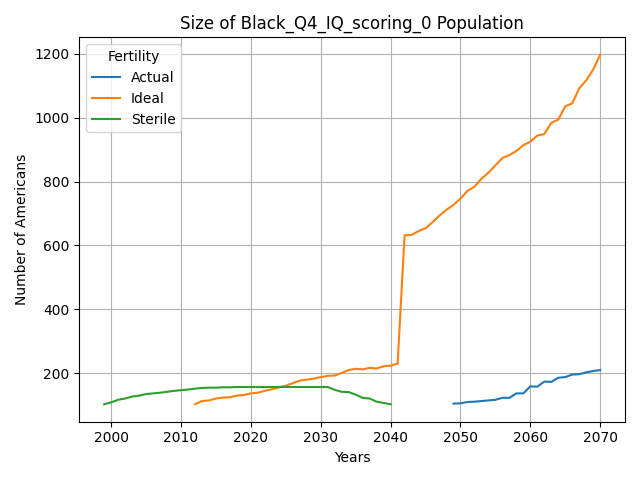 Size of Black_Q4_IQ_scoring_0 Population
Fertility
Actual
Ideal
Sterile
Number of Americans
1200
1000
800
600
400
200
2000 2010 2020 2030 2040 2050 2060 2070
Years